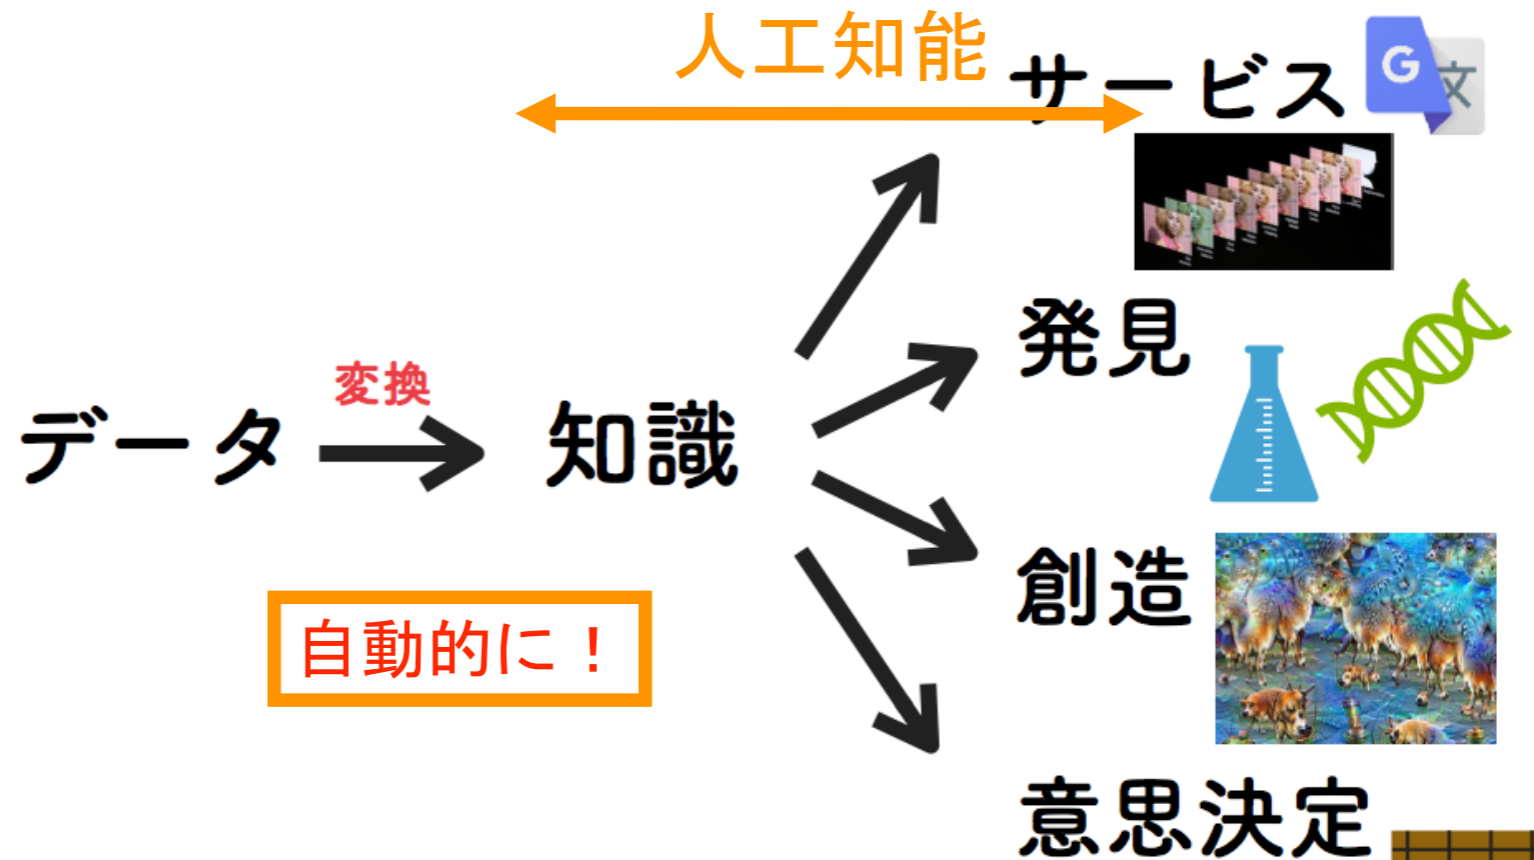 人工知能
サービス
G
文
変換
データ
知識
発見
自動的に！
創造
意思決定